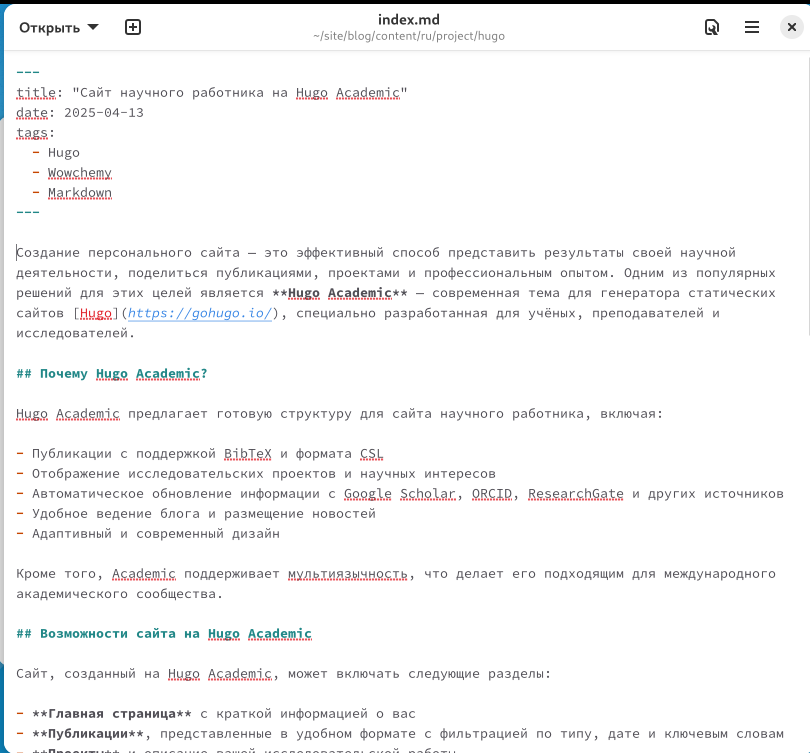 Открыть
index.md
~/site/blog/content/ru/project/hugo
---
title: "Сайт научного работника на Hugo Academic"
date: 2025-04-13
tags:
  - Hugo
  - Wowchemy
  - Markdown
---
Создание персонального сайта — это эффективный способ представить результаты своей научной
деятельности, поделиться публикациями, проектами и профессиональным опытом. Одним из популярных
решений для этих целей является **Hugo Academic** — современная тема для генератора статических
сайтов [Hugo](https://gohugo.io/), специально разработанная для учёных, преподавателей и
исследователей.
## Почему Hugo Academic?
Hugo Academic предлагает готовую структуру для сайта научного работника, включая:
- Публикации с поддержкой BibTeX и формата CSL
- Отображение исследовательских проектов и научных интересов
- Автоматическое обновление информации с Google Scholar, ORCID, ResearchGate и других источников
- Удобное ведение блога и размещение новостей
- Адаптивный и современный дизайн
Кроме того, Academic поддерживает мультиязычность, что делает его подходящим для международного
академического сообщества.
## Возможности сайта на Hugo Academic
Сайт, созданный на Hugo Academic, может включать следующие разделы:
- **Главная страница** с краткой информацией о вас
- **Публикации**, представленные в удобном формате с фильтрацией по типу, дате и ключевым словам
- **Проекты** и описание вашей исследовательской работы